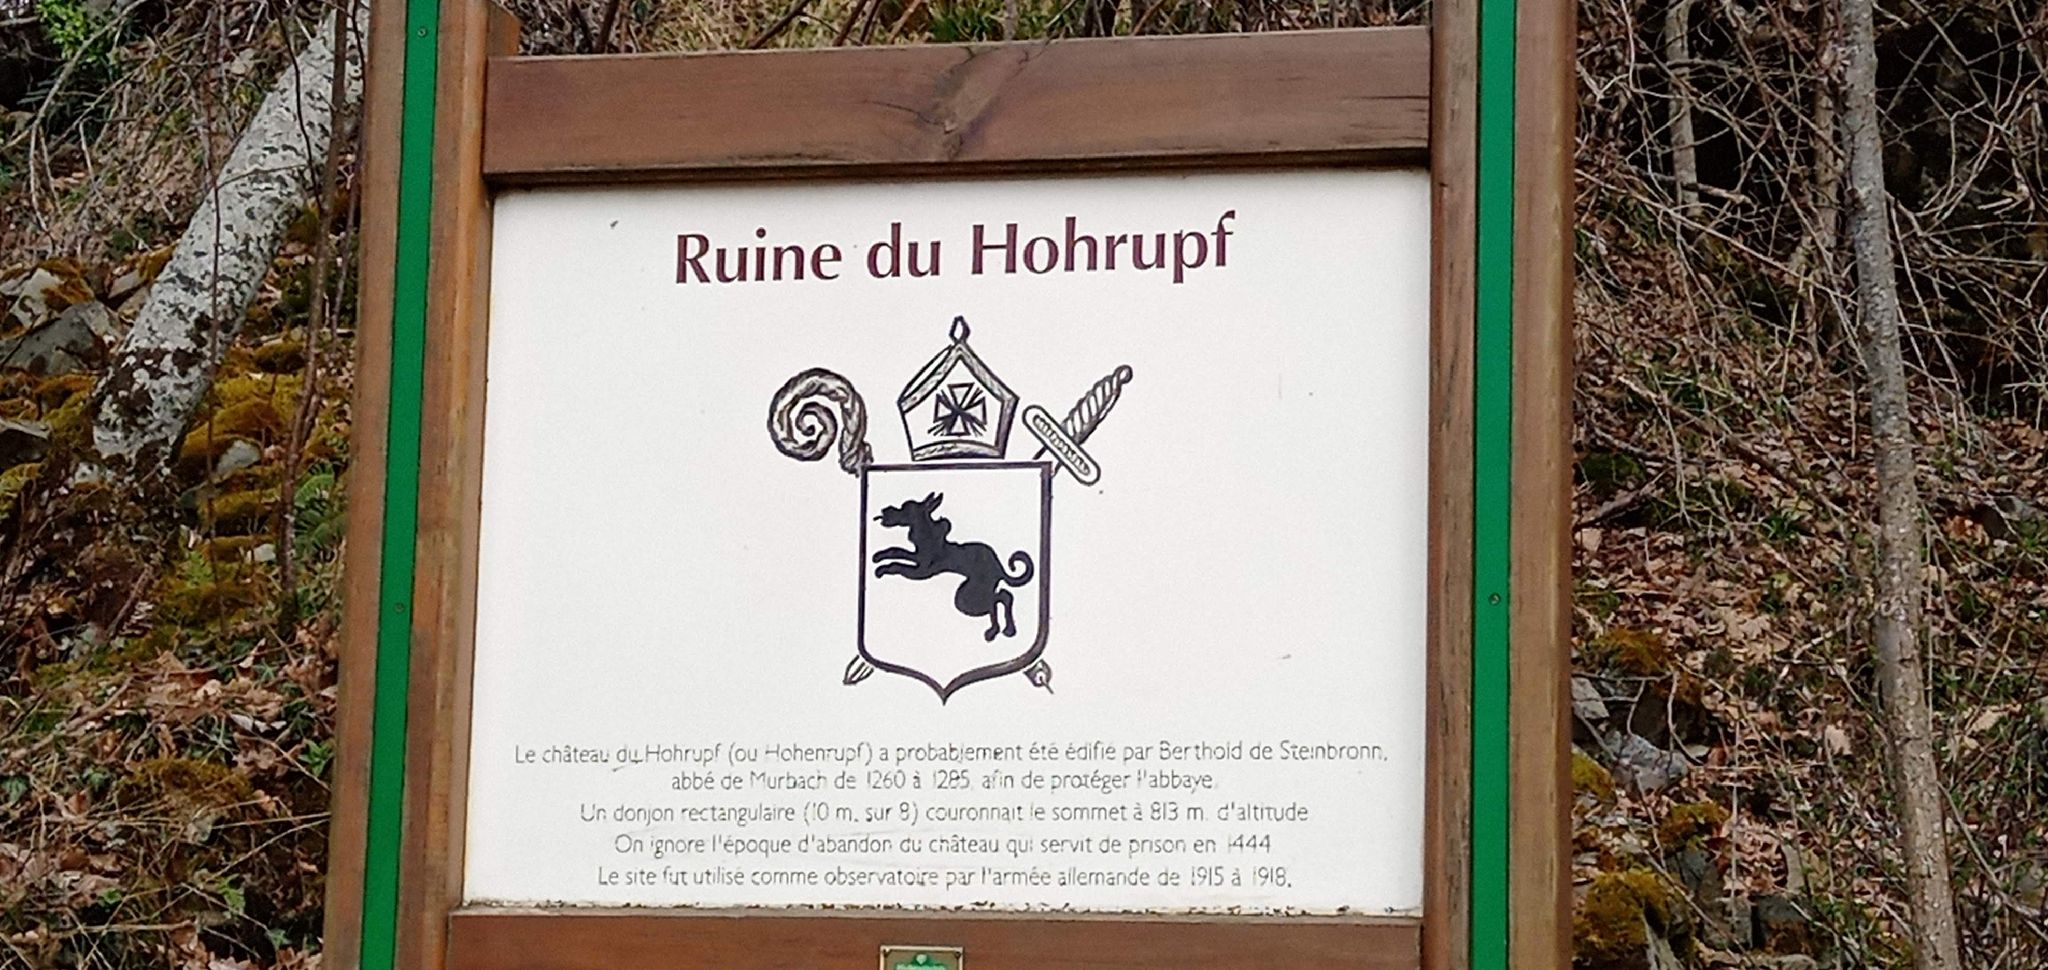 Ruine du Hohrupf
Le château du Hohrupf (ou Hohenrupf) a probablement été édifié par Berthold de Steinbronn,
abbé de Murbach de 1260 à 1285, afin de protéger l'abbaye.
Un donjon rectangulaire (10 m. sur 8) couronnait le sommet à 813 m. d'altitude
On ignore l'époque d'abandon du château qui servit de prison en 1444
Le site fut utilisé comme observatoire par l'armée allemande de 1915 à 1918.